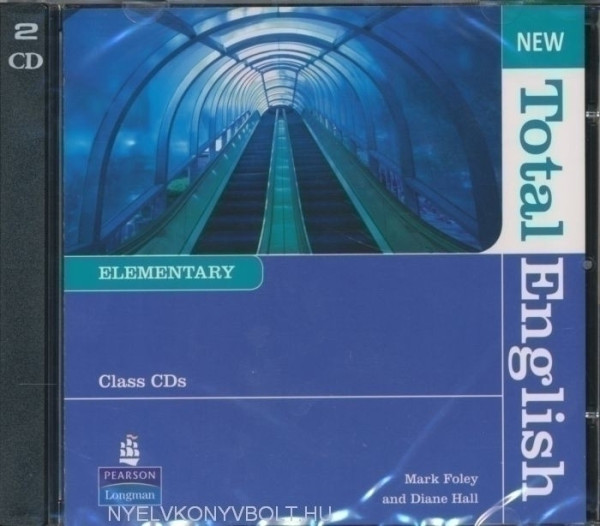 2
CD
NEW
Total
English
ELEMENTARY
Class CDs
PEARSON
Longman
Mark Foley
and Diane Hall
NYELVKONYVBOLT.HU